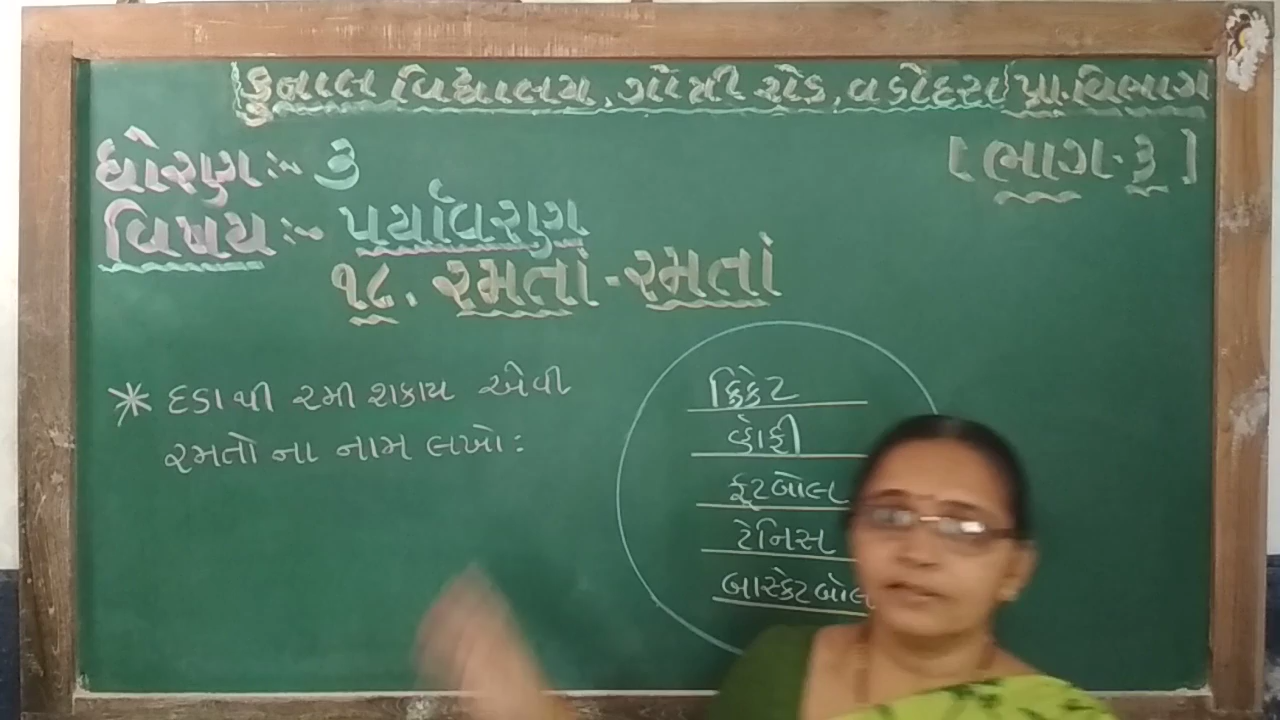 કુનાલ વિદ્યાલય, ગોત્રી રોડ, વડોદરા પ્રા.વિભાગ
[ભાગ-૩]
ધોરણ:- ૩
વિષય:- પર્યાવરણ
૧૮. રમતાં-રમતાં
* દડાથી રમી શકાય એવી
રમતો ના નામ લખો:
ક્રિકેટ
હોકી
ફૂટબોલ
ટેનિસ
બાસ્કેટબોલ